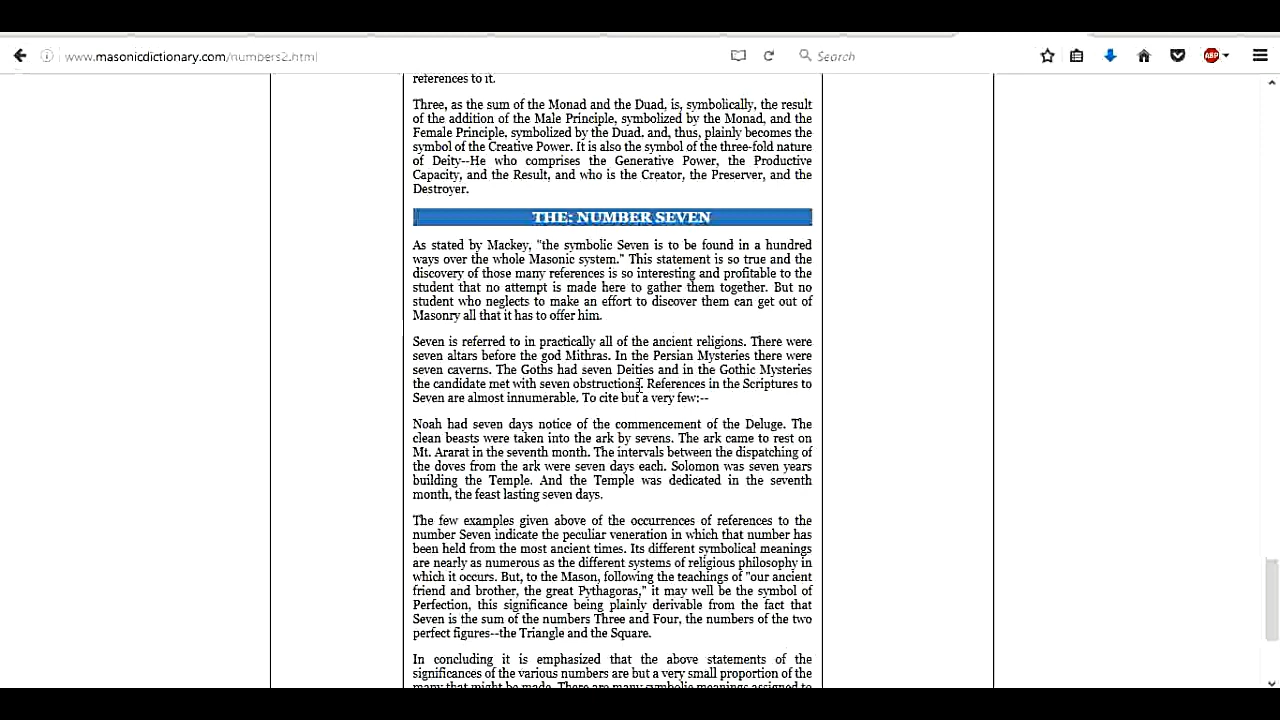 www.masonicdictionary.com/numbers2.html
Search
ABP
references to it.
Three, as the sum of the Monad and the Duad, is, symbolically, the result
of the addition of the Male Principle, symbolized by the Monad, and the
Female Principle, symbolized by the Duad. and, thus, plainly becomes the
symbol of the Creative Power. It is also the symbol of the three-fold nature
of Deity--He who comprises the Generative Power, the Productive
Capacity, and the Result, and who is the Creator, the Preserver, and the
Destroyer.
THE: NUMBER SEVEN
As stated by Mackey, "the symbolic Seven is to be found in a hundred
ways over the whole Masonic system." This statement is so true and the
discovery of those many references is so interesting and profitable to the
student that no attempt is made here to gather them together. But no
student who neglects to make an effort to discover them can get out of
Masonry all that it has to offer him.
Seven is referred to in practically all of the ancient religions. There were
seven altars before the god Mithras. In the Persian Mysteries there were
seven caverns. The Goths had seven Deities and in the Gothic Mysteries
the candidate met with seven obstructions. References in the Scriptures to
Seven are almost innumerable. To cite but a very few:--
Noah had seven days notice of the commencement of the Deluge. The
clean beasts were taken into the ark by sevens. The ark came to rest on
Mt. Ararat in the seventh month. The intervals between the dispatching of
the doves from the ark were seven days each. Solomon was seven years
building the Temple. And the Temple was dedicated in the seventh
month, the feast lasting seven days.
The few examples given above of the occurrences of references to the
number Seven indicate the peculiar veneration in which that number has
been held from the most ancient times. Its different symbolical meanings
are nearly as numerous as the different systems of religious philosophy in
which it occurs. But, to the Mason, following the teachings of "our ancient
friend and brother, the great Pythagoras," it may well be the symbol of
Perfection, this significance being plainly derivable from the fact that
Seven is the sum of the numbers Three and Four, the numbers of the two
perfect figures--the Triangle and the Square.
In concluding it is emphasized that the above statements of the
significances of the various numbers are but a very small proportion of the
many that might be made. There are many symbolic meanings assigned to